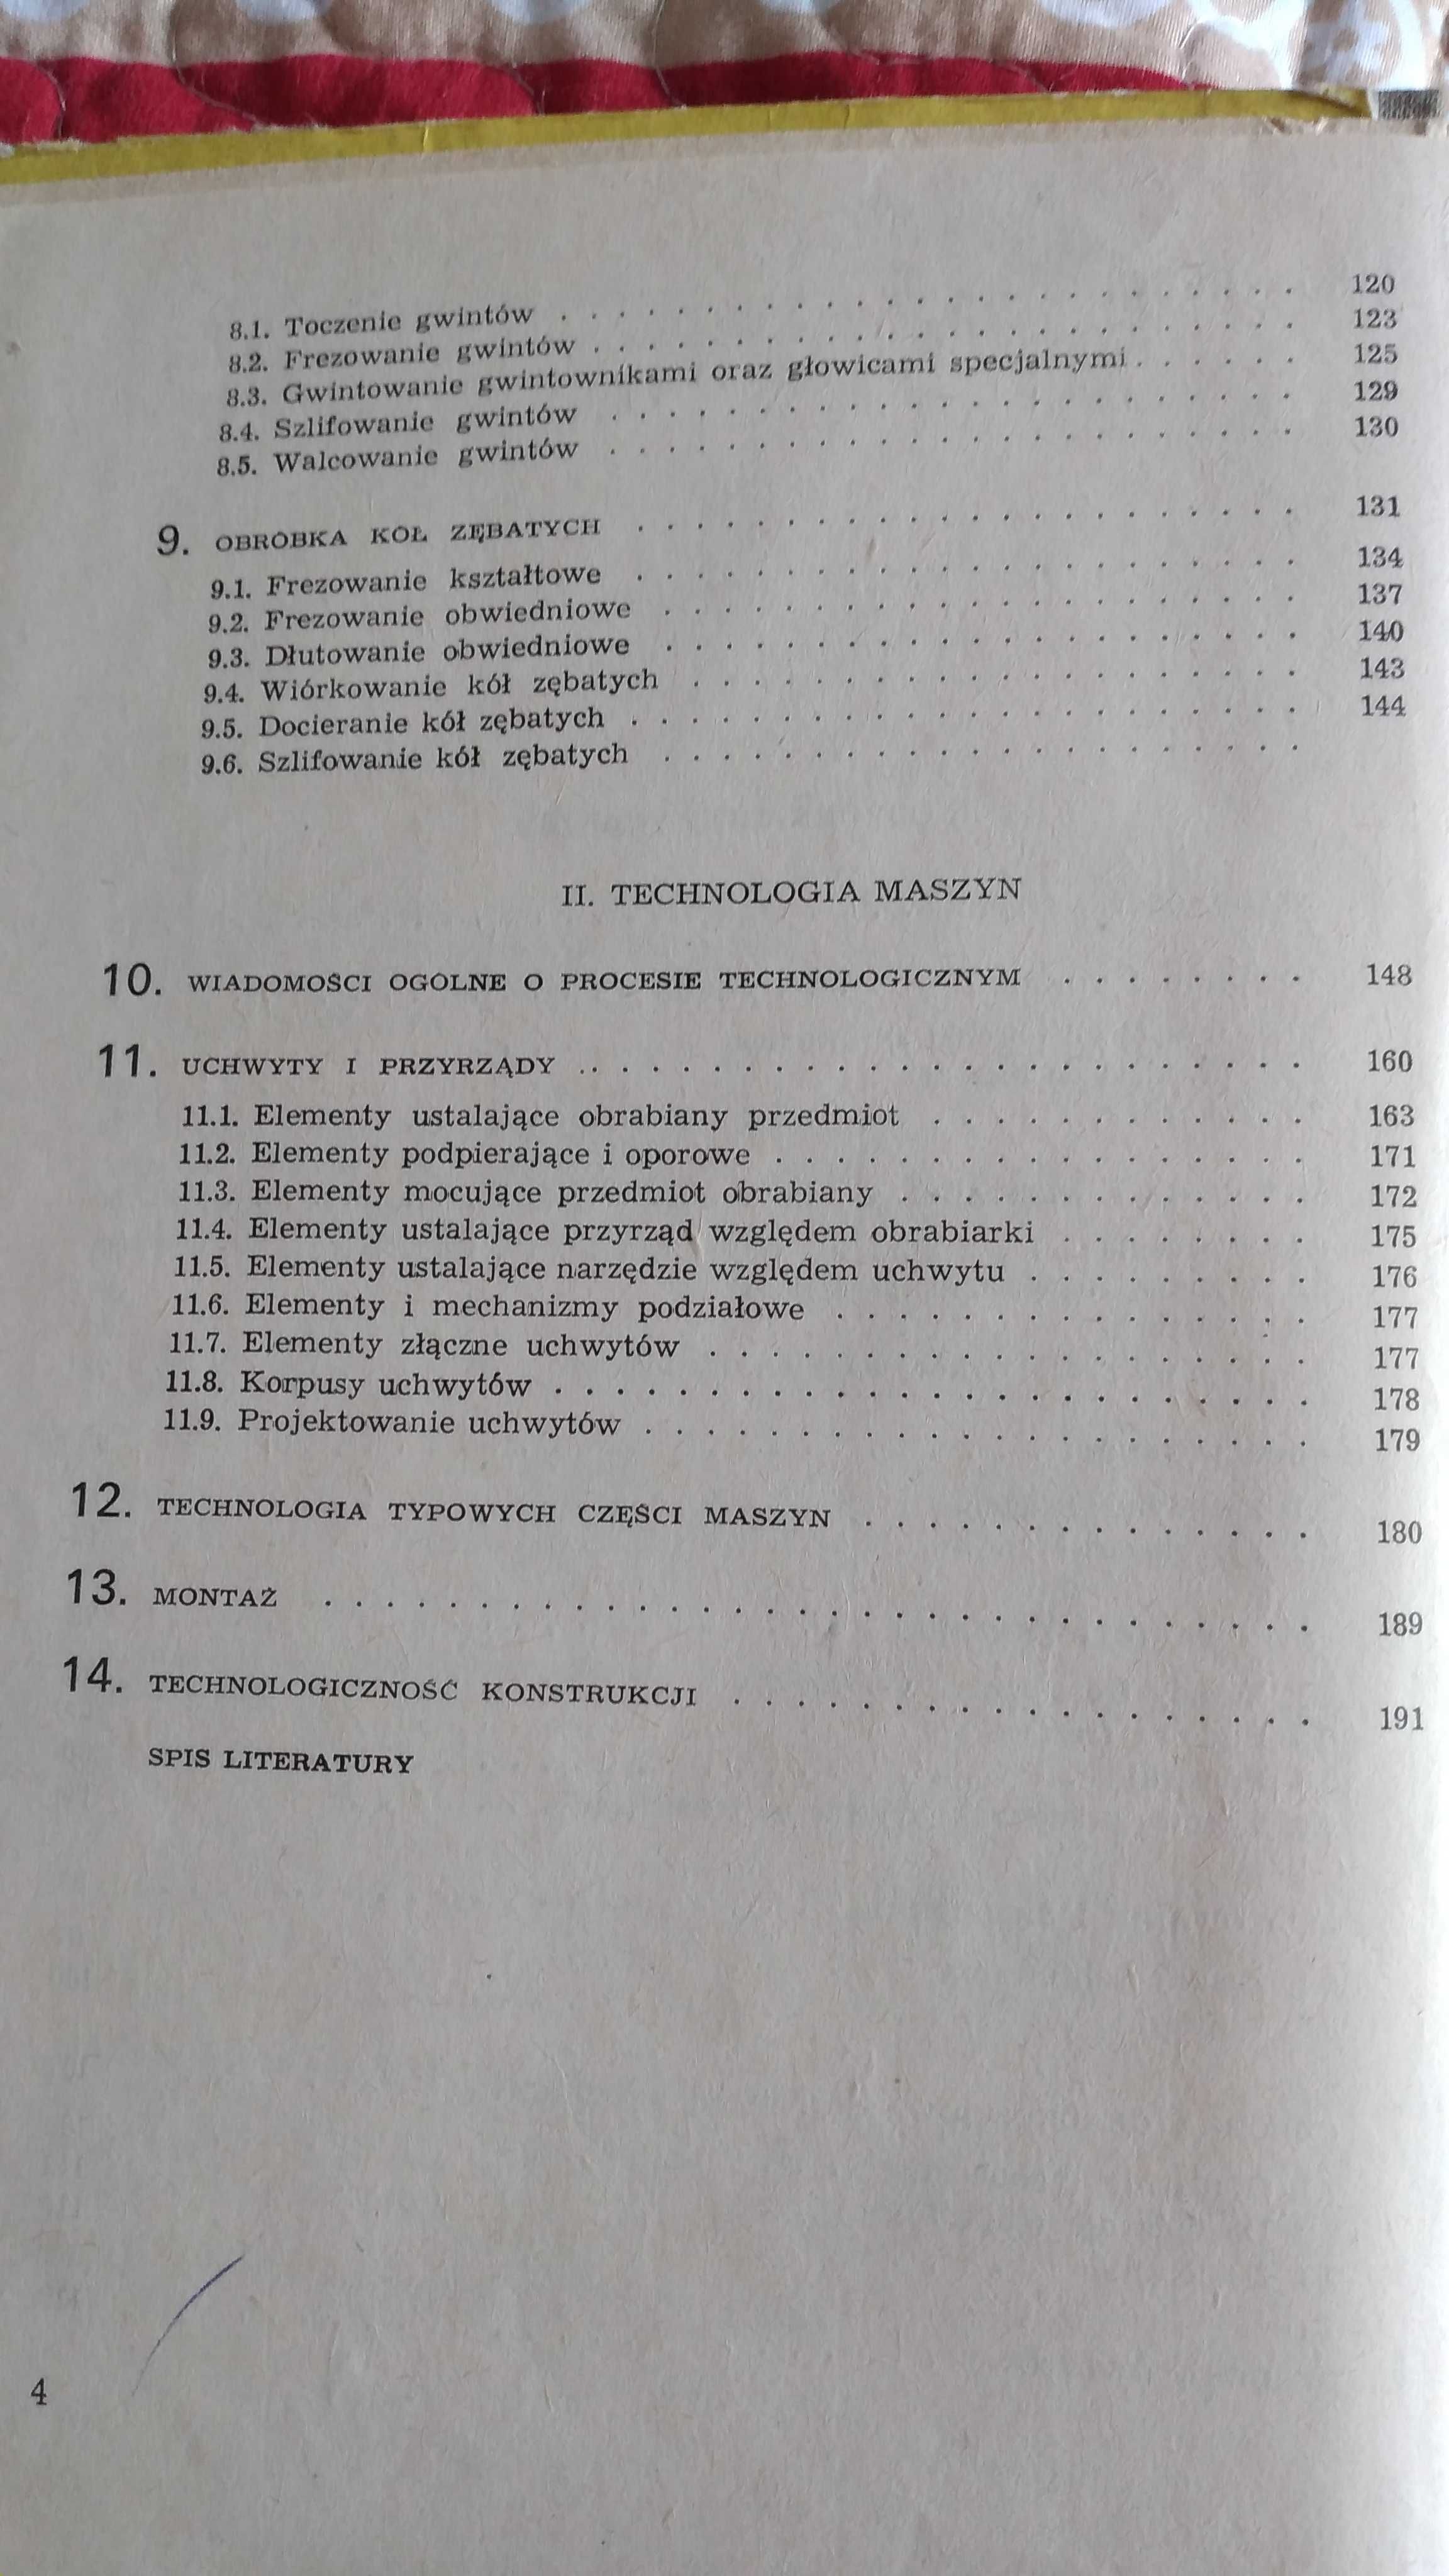 8.1. Toczenie gwintów . . . . . . . . . . . . . . . . . . . . 120
8.2. Frezowanie gwintów . . . . . . . . . . . . . . . . . . . . 123
8.3. Gwintowanie gwintownikami oraz głowicami specjalnymi . . . . . . 125
8.4. Szlifowanie gwintów . . . . . . . . . . . . . . . . . . . . 129
8.5. Walcowanie gwintów . . . . . . . . . . . . . . . . . . . . 130
9. OBRÓBKA KÓŁ ZĘBATYCH . . . . . . . . . . . . . . . . . . . . 131
9.1. Frezowanie kształtowe . . . . . . . . . . . . . . . . . . . . 134
9.2. Frezowanie obwiedniowe . . . . . . . . . . . . . . . . . . . . 137
9.3. Dłutowanie obwiedniowe . . . . . . . . . . . . . . . . . . . . 140
9.4. Wiórkowanie kół zębatych . . . . . . . . . . . . . . . . . . . . 143
9.5. Docieranie kół zębatych . . . . . . . . . . . . . . . . . . . . 144
9.6. Szlifowanie kół zębatych . . . . . . . . . . . . . . . . . . . .
II. TECHNOLOGIA MASZYN
10. WIADOMOŚCI OGÓLNE O PROCESIE TECHNOLOGICZNYM . . . . . . . . 148
11. UCHWYTY I PRZYRZĄDY . . . . . . . . . . . . . . . . . . . . 160
11.1. Elementy ustalające obrabiany przedmiot . . . . . . . . . . . . 163
11.2. Elementy podpierające i oporowe . . . . . . . . . . . . . . . . . 171
11.3. Elementy mocujące przedmiot obrabiany . . . . . . . . . . . . . 172
11.4. Elementy ustalające przyrząd względem obrabiarki . . . . . . . . 175
11.5. Elementy ustalające narzędzie względem uchwytu . . . . . . . . . 176
11.6. Elementy i mechanizmy podziałowe . . . . . . . . . . . . . . . 177
11.7. Elementy złączne uchwytów . . . . . . . . . . . . . . . . . . . 177
11.8. Korpusy uchwytów . . . . . . . . . . . . . . . . . . . . . . . 178
11.9. Projektowanie uchwytów . . . . . . . . . . . . . . . . . . . . . 179
12. TECHNOLOGIA TYPOWYCH CZĘŚCI MASZYN . . . . . . . . . . . . . . 180
13. MONTAŻ . . . . . . . . . . . . . . . . . . . . . . . . . . . . 189
14. TECHNOLOGICZNOŚĆ KONSTRUKCJI . . . . . . . . . . . . . . . . . . 191
SPIS LITERATURY
4